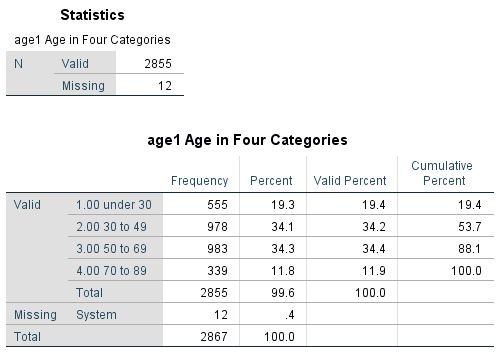 Statistics
age1 Age in Four Categories
N Valid 2855
Missing 12
age1 Age in Four Categories
Frequency Percent Valid Percent Cumulative Percent
Valid 1.00 under 30 555 19.3 19.4 19.4
2.00 30 to 49 978 34.1 34.2 53.7
3.00 50 to 69 983 34.3 34.4 88.1
4.00 70 to 89 339 11.8 11.9 100.0
Total 2855 99.6 100.0
Missing System 12 .4
Total 2867 100.0